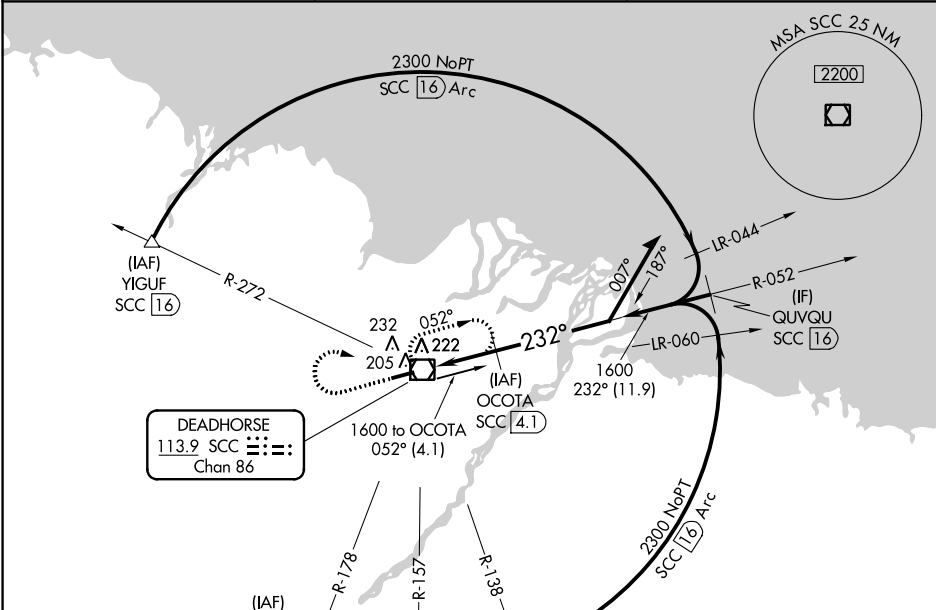 MSA SCC 25 NM
2200
2300 NoPT
SCC 16 Arc
LR-044
R-052
(IAF)
YIGUF
SCC 16
R-272
007°
187°
(IF)
QUVQU
SCC 16
232
052°
222
205
232°
LR-060
1600
232° (11.9)
(IAF)
OCOTA
SCC 4.1
1600 to OCOTA
052° (4.1)
DEADHORSE
113.9 SCC
Chan 86
2300 NoPT
SCC 16 Arc
R-178
R-157
R-138
(IAF)